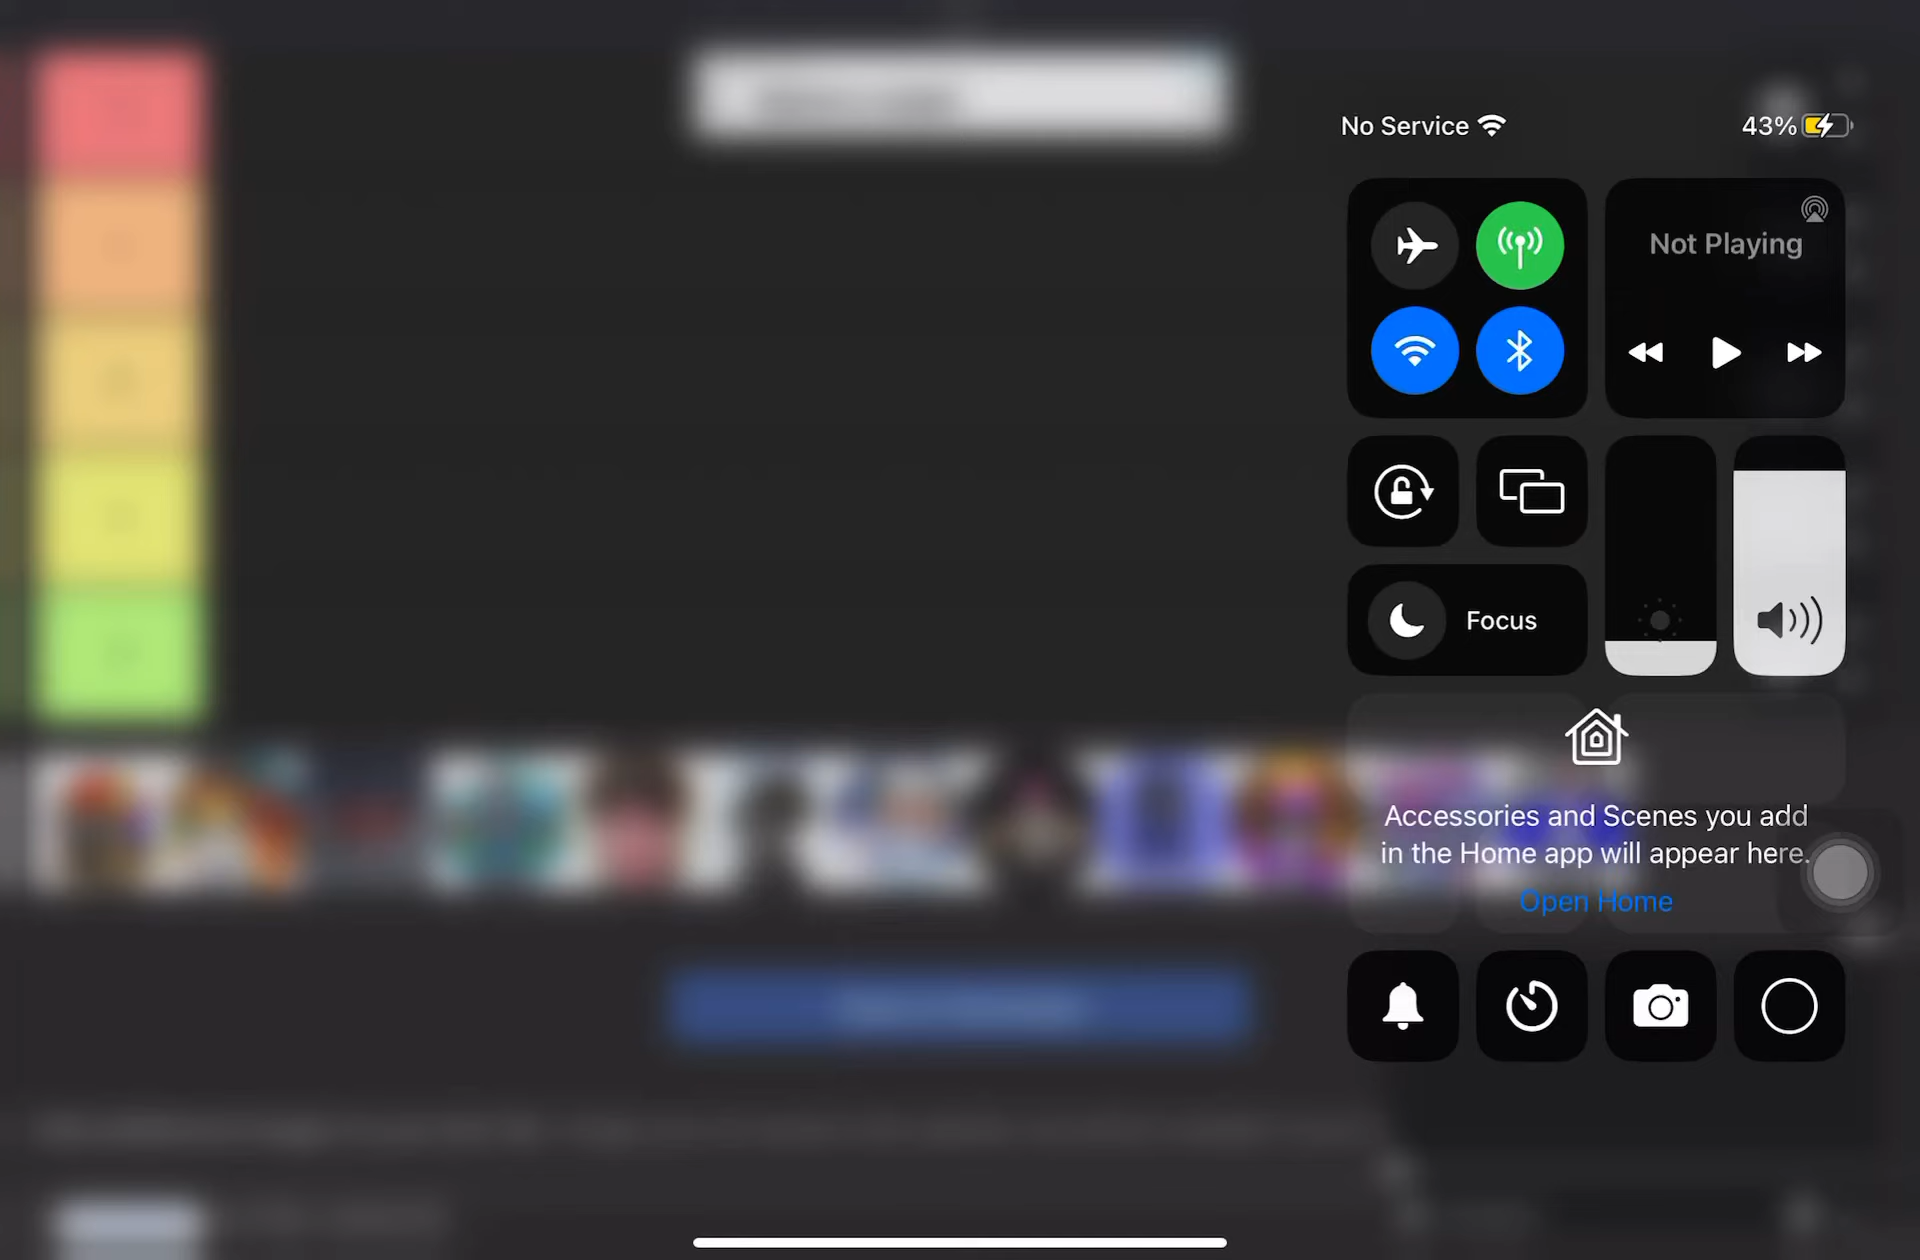 No Service
43%
Not Playing
Focus
Accessories and Scenes you add
in the Home app will appear here.
Open Home